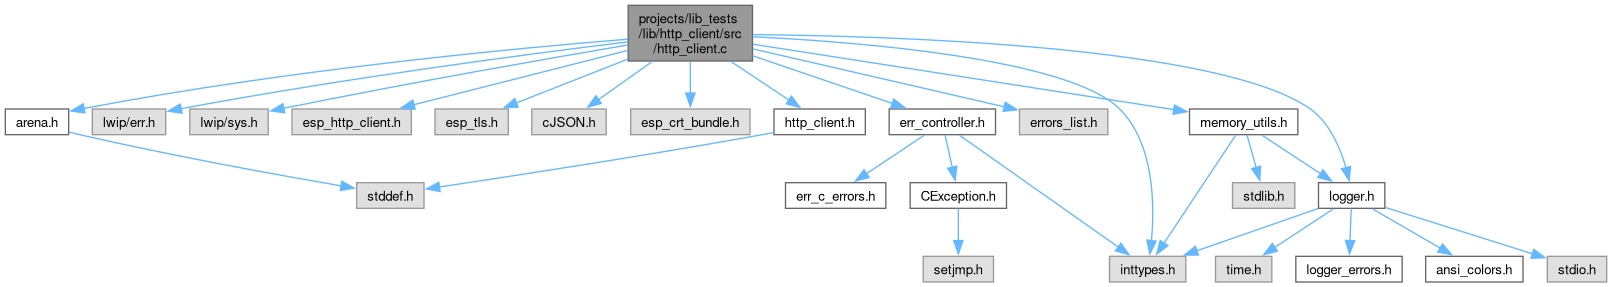 projects/lib_tests
/lib/http_client/src
/http_client.c
arena.h
lwip/err.h
lwip/sys.h
esp_http_client.h
esp_tls.h
cJSON.h
esp_crt_bundle.h
http_client.h
err_controller.h
errors_list.h
memory_utils.h
stddef.h
err_c_errors.h
CException.h
stdlib.h
logger.h
setjmp.h
inttypes.h
time.h
logger_errors.h
ansi_colors.h
stdio.h